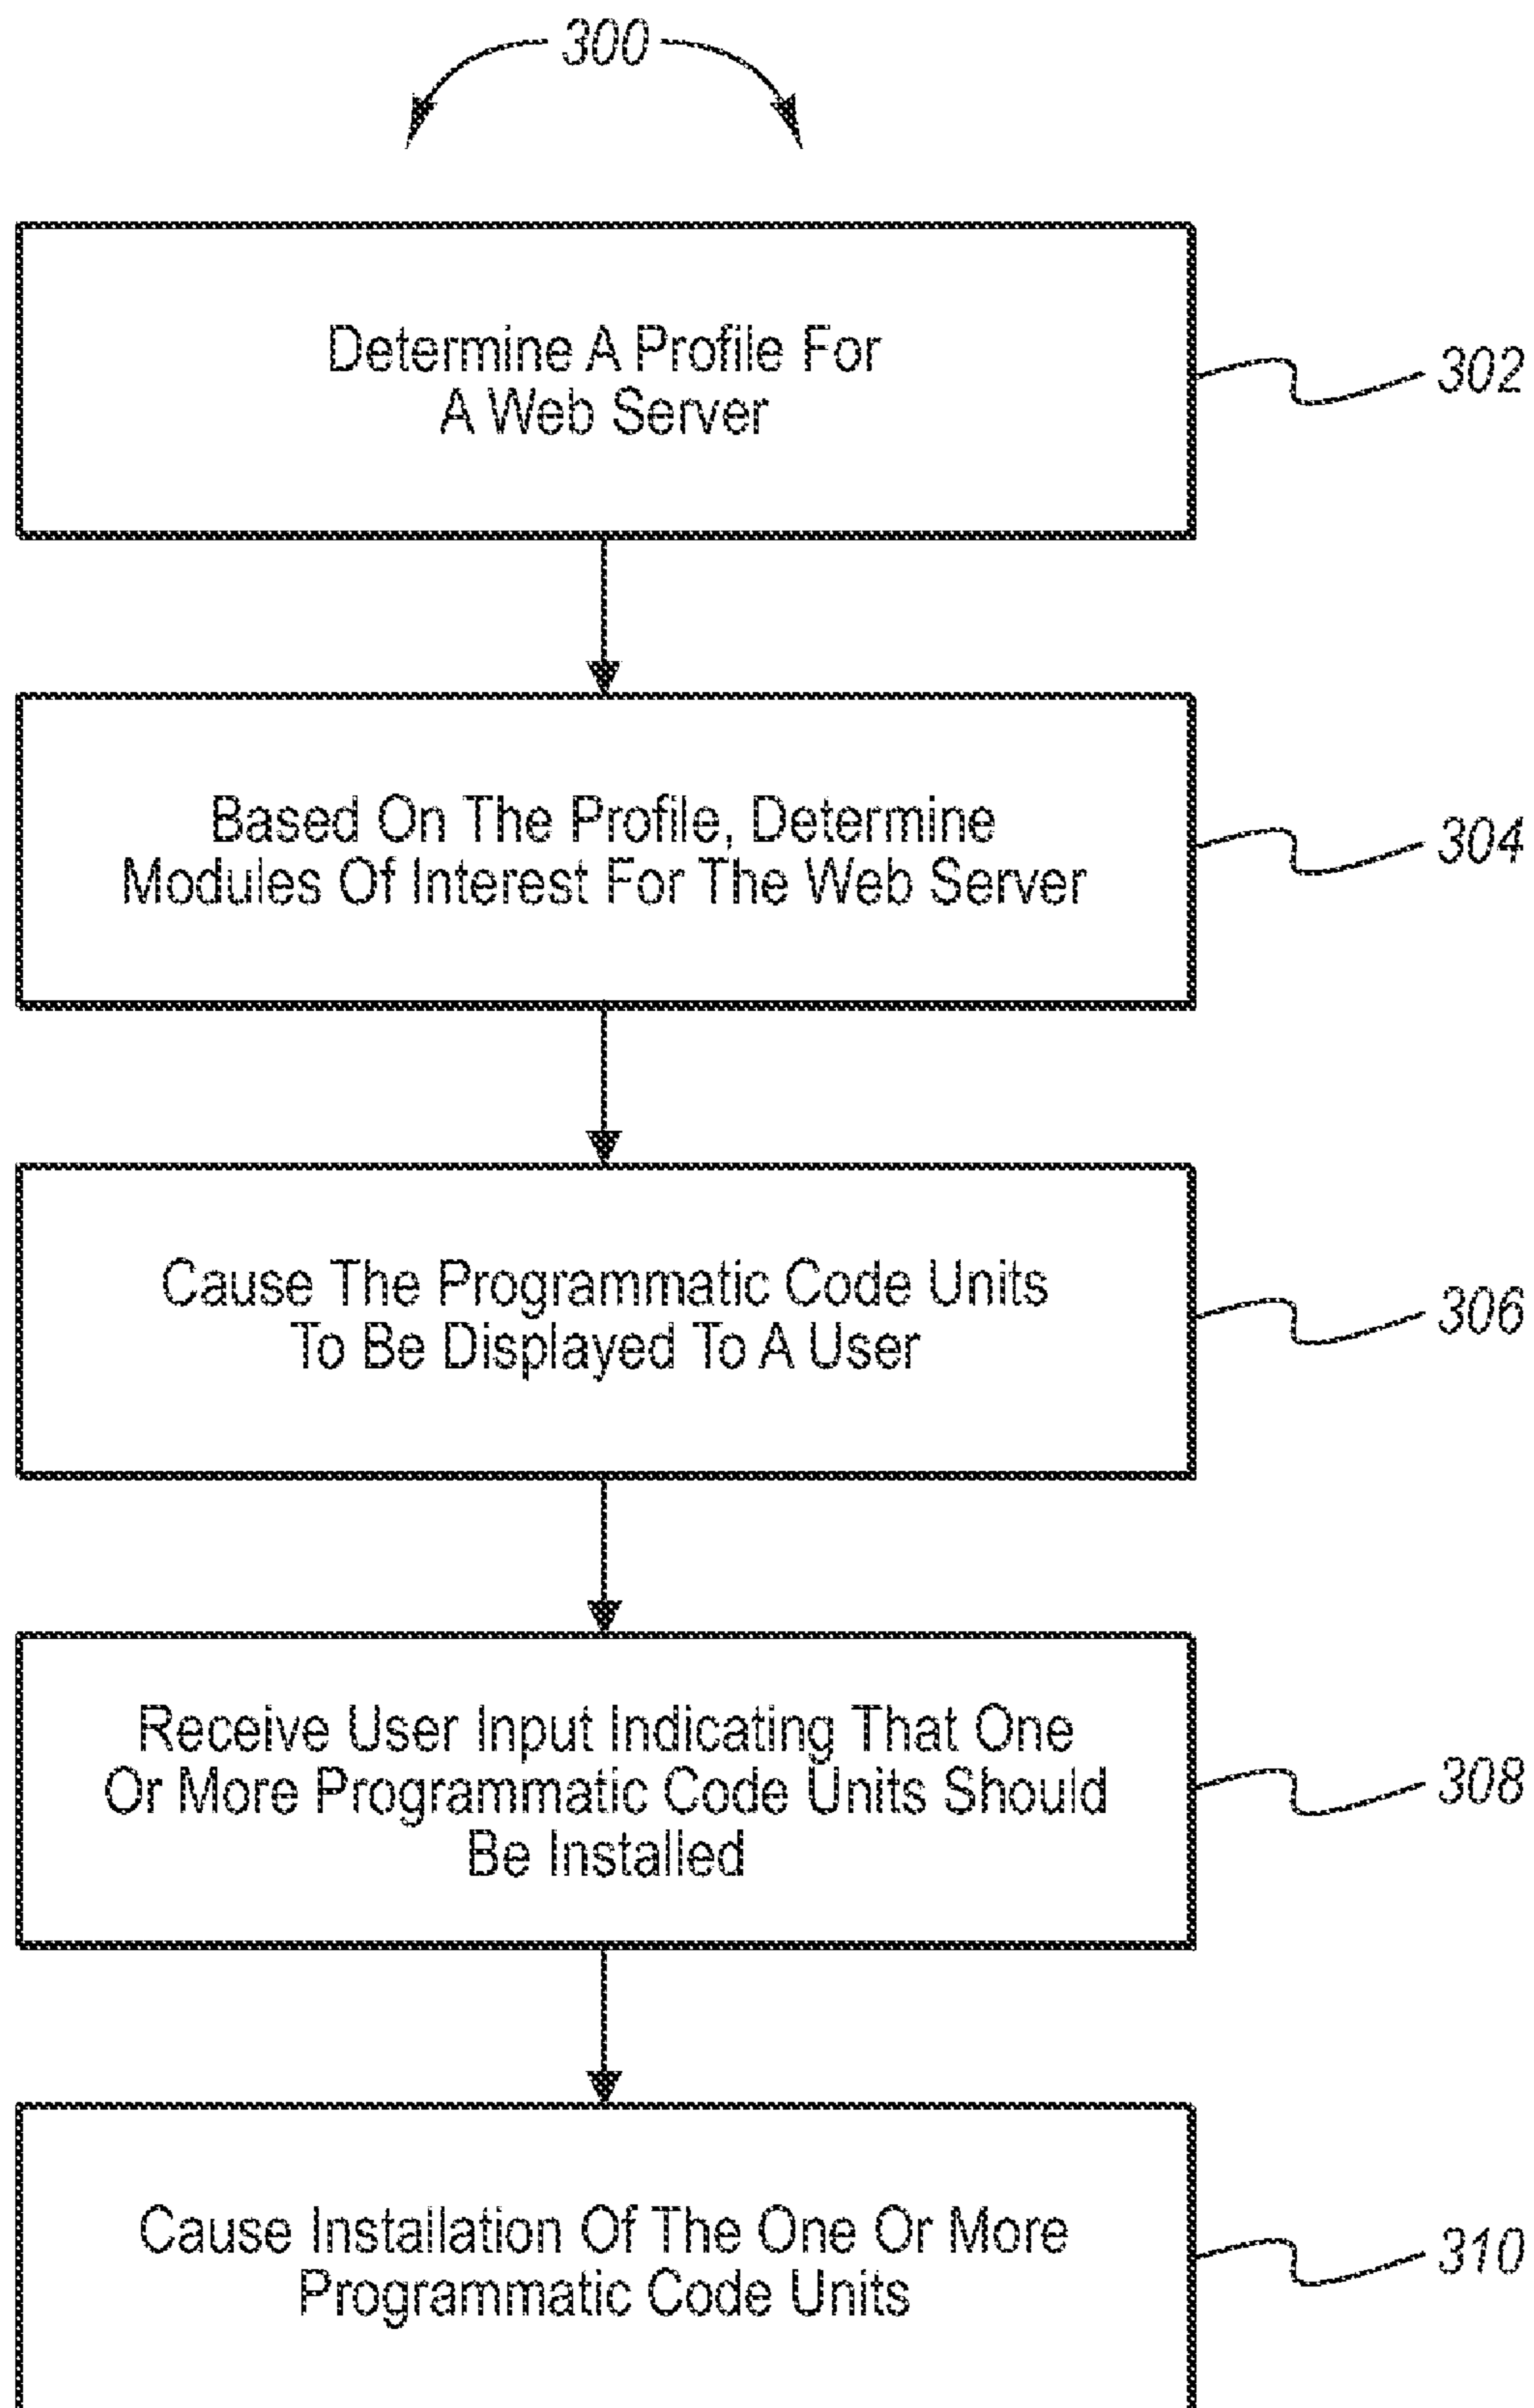 300
Determine A Profile For
A Web Server
302
Based On The Profile, Determine
Modules Of Interest For The Web Server
304
Cause The Programmatic Code Units
To Be Displayed To A User
306
Receive User Input Indicating That One
Or More Programmatic Code Units Should
Be Installed
308
Cause Installation Of The One Or More
Programmatic Code Units
310